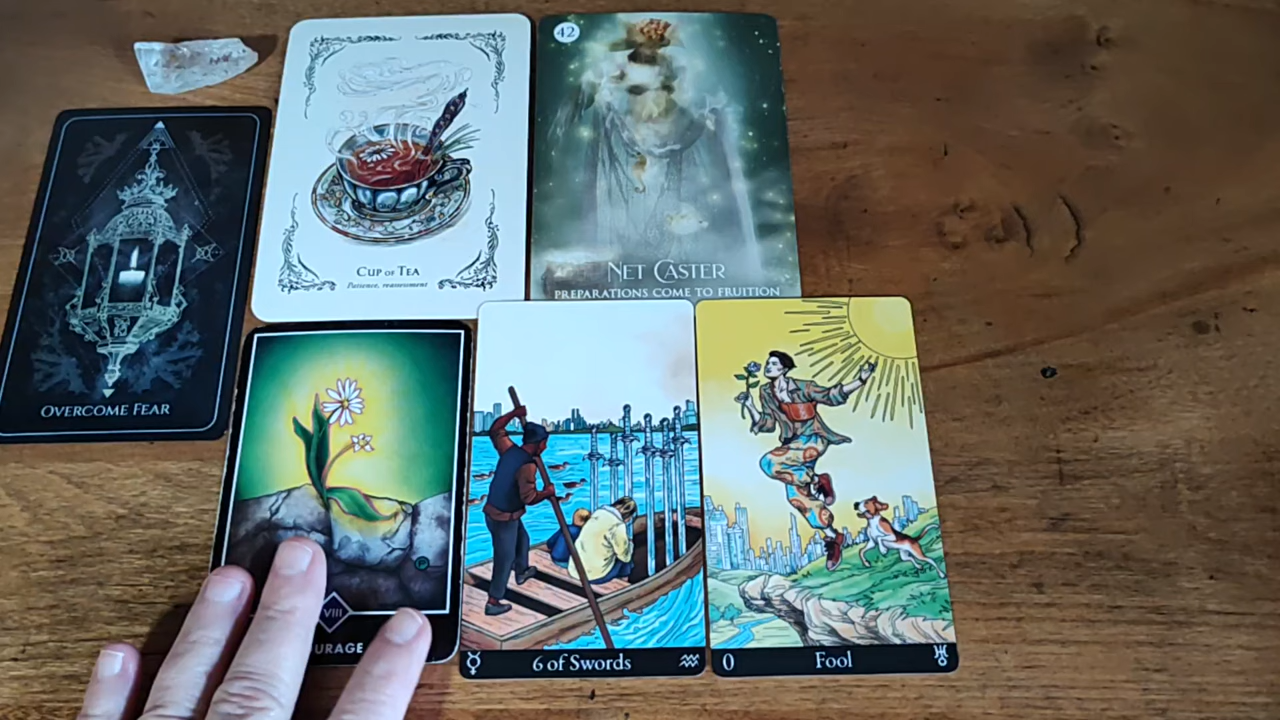 42
CUP OF TEA
Patience, reassessment
NET CASTER
PREPARATIONS COME TO FRUITION
OVERCOME FEAR
VIII
URAGE
6 of Swords
0
Fool